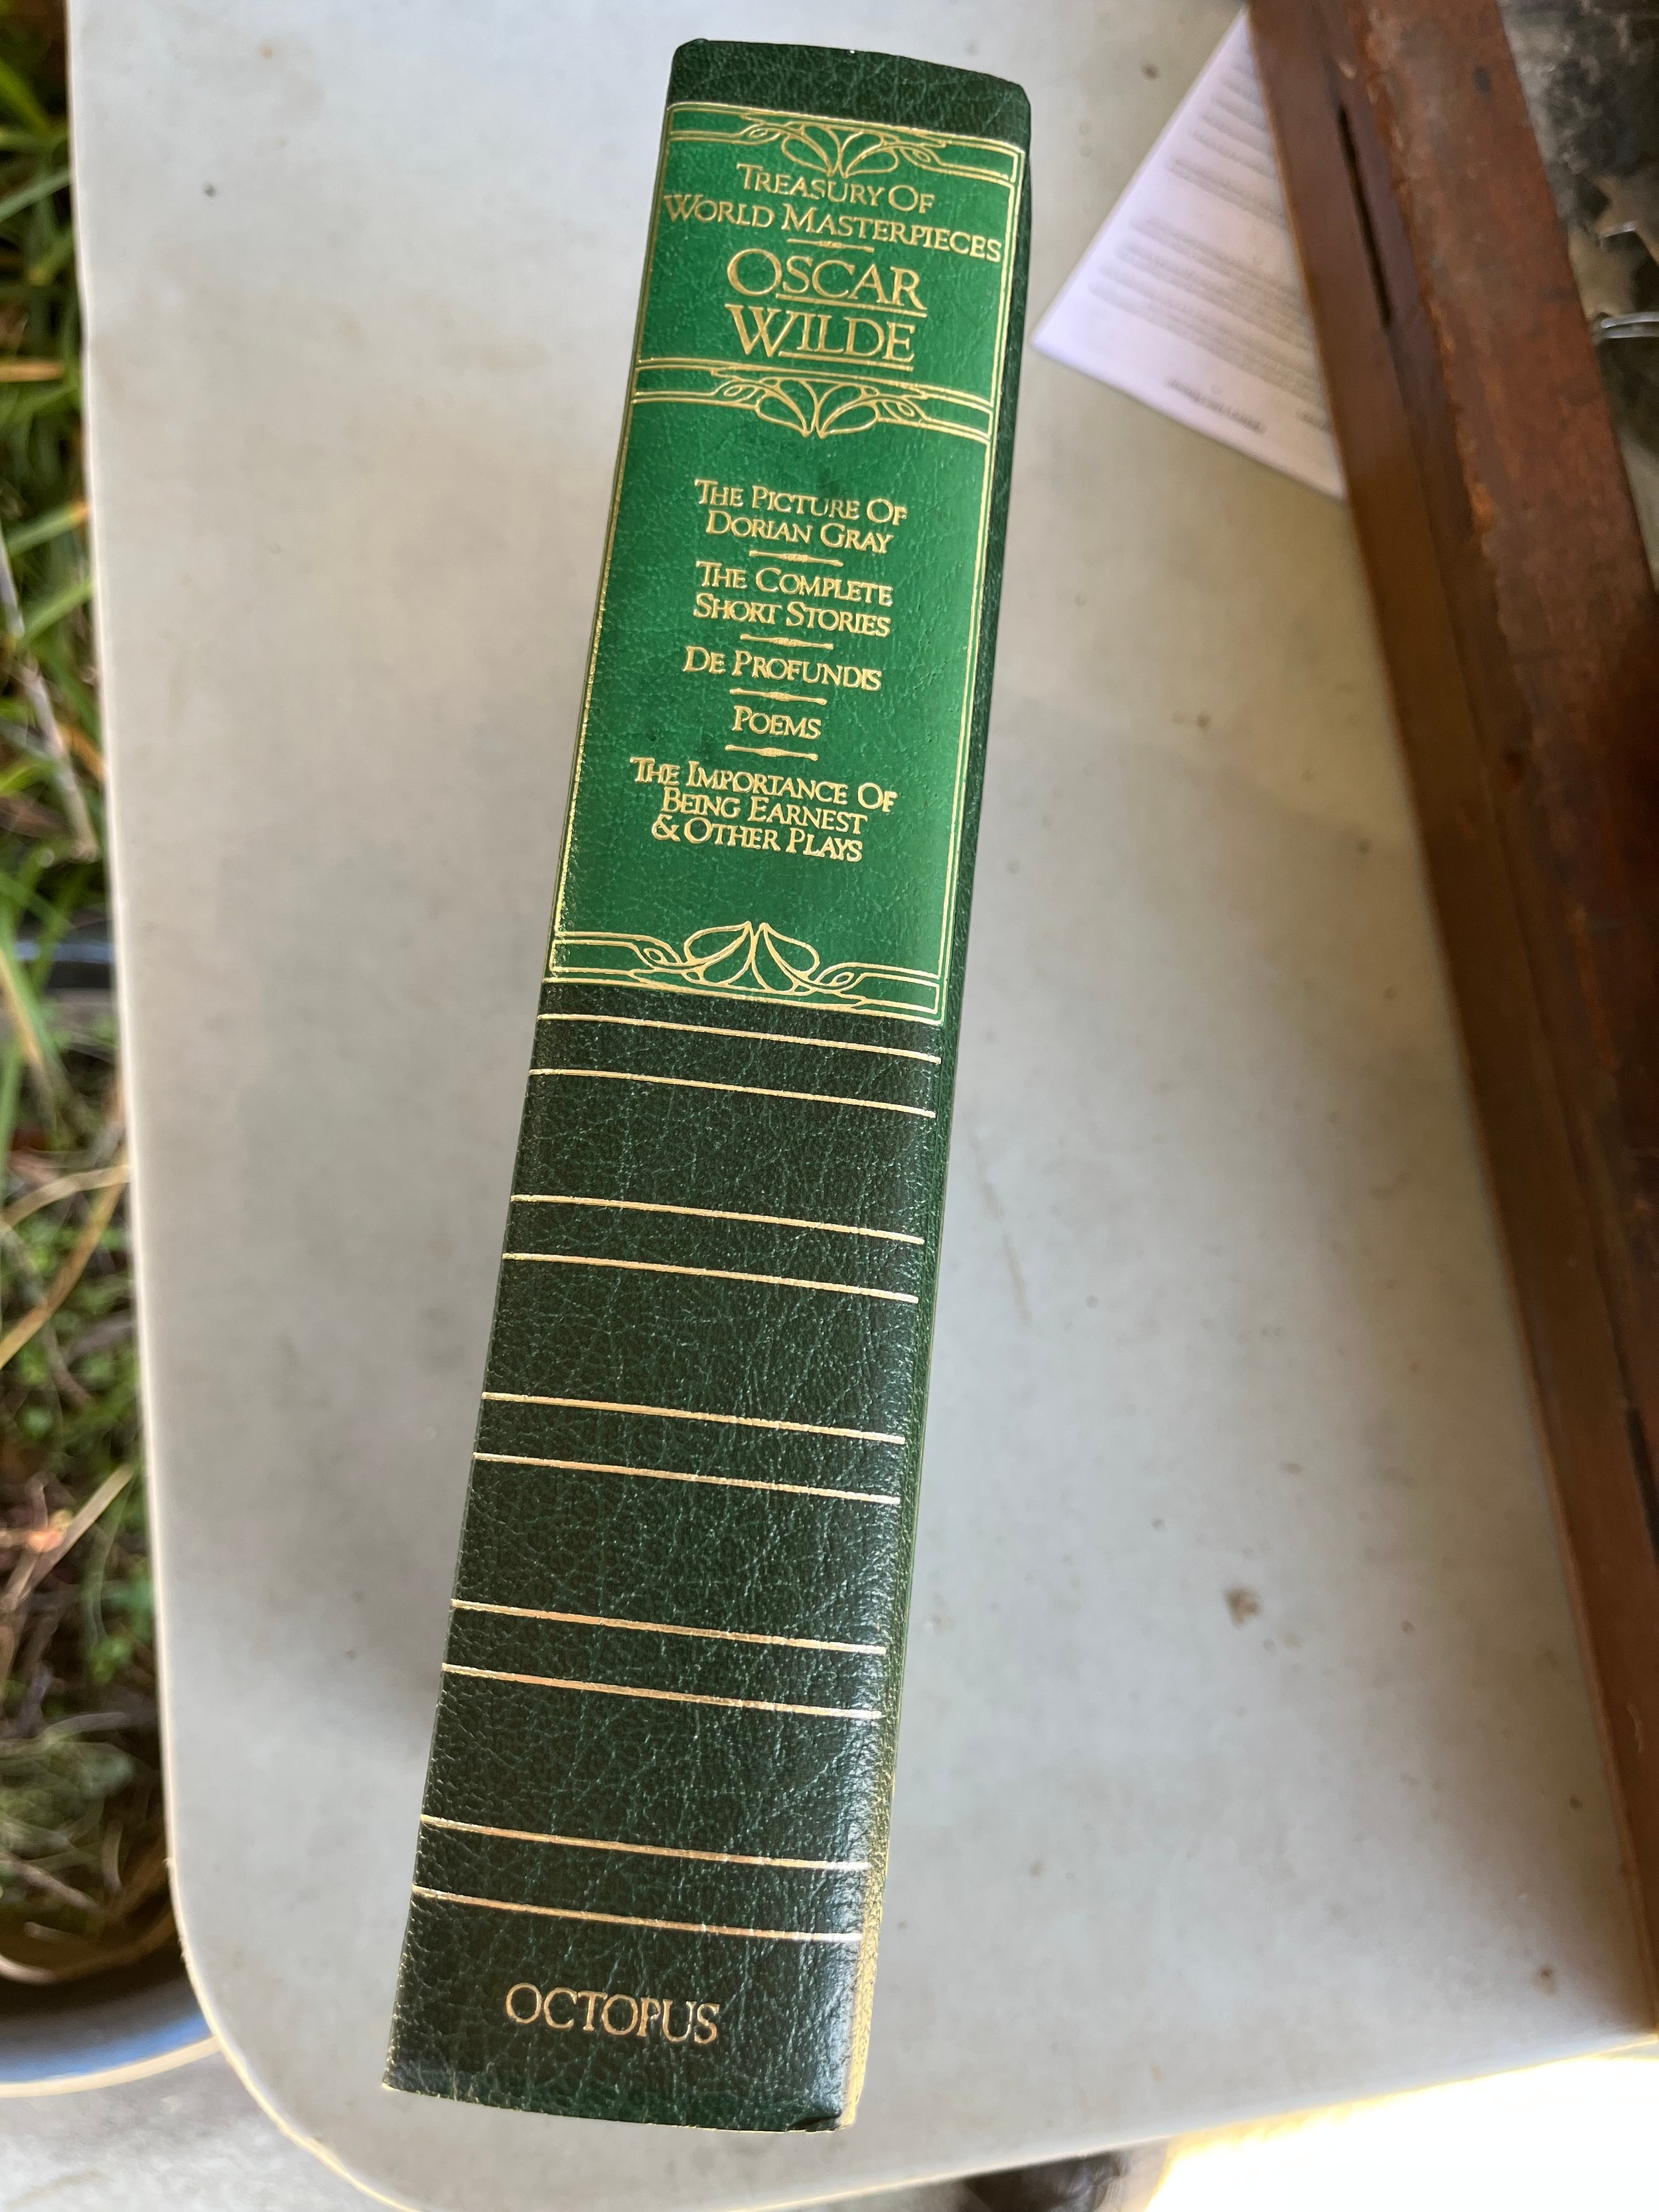 TREASURY OF
WORLD MASTERPIECES
OSCAR
WILDE
THE PICTURE OF
DORIAN GRAY
THE COMPLETE
SHORT STORIES
DE PROFUNDIS
POEMS
THE IMPORTANCE OF
BEING EARNEST
& OTHER PLAYS
OCTOPUS